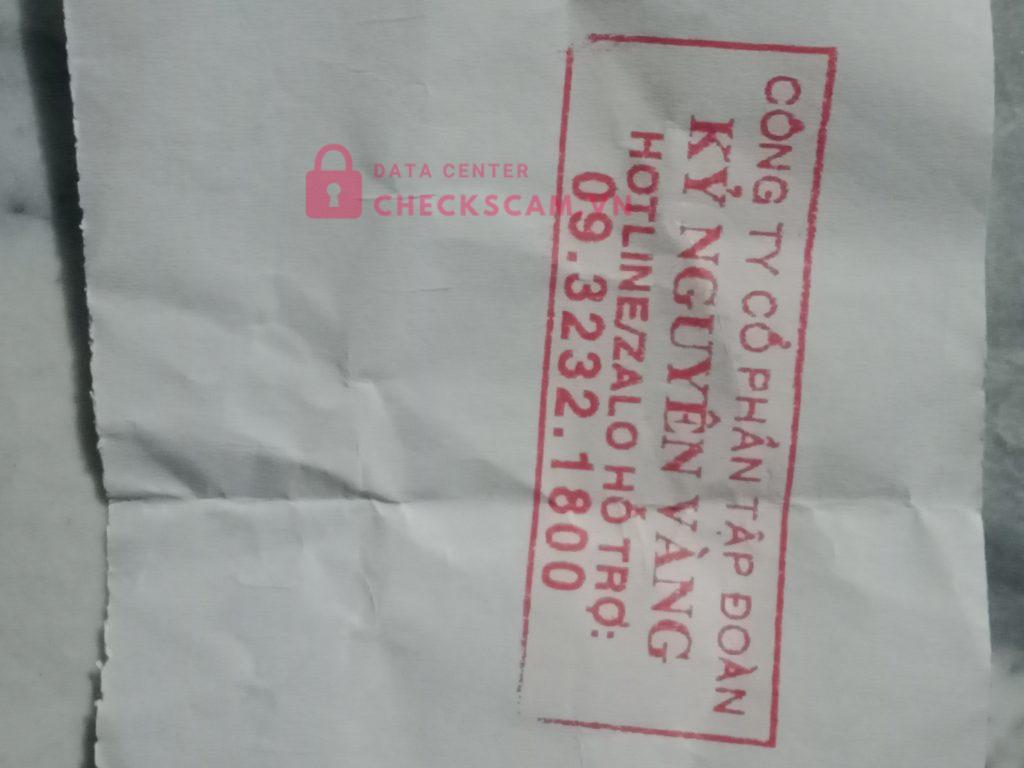 DATA CENTER
CHECKSCAM.VN
CÔNG TY CỔ PHẦN TẬP ĐOÀN
KỶ NGUYÊN VÀNG
HOTLINE/ZALO HỖ TRỢ:
09.3232.1800